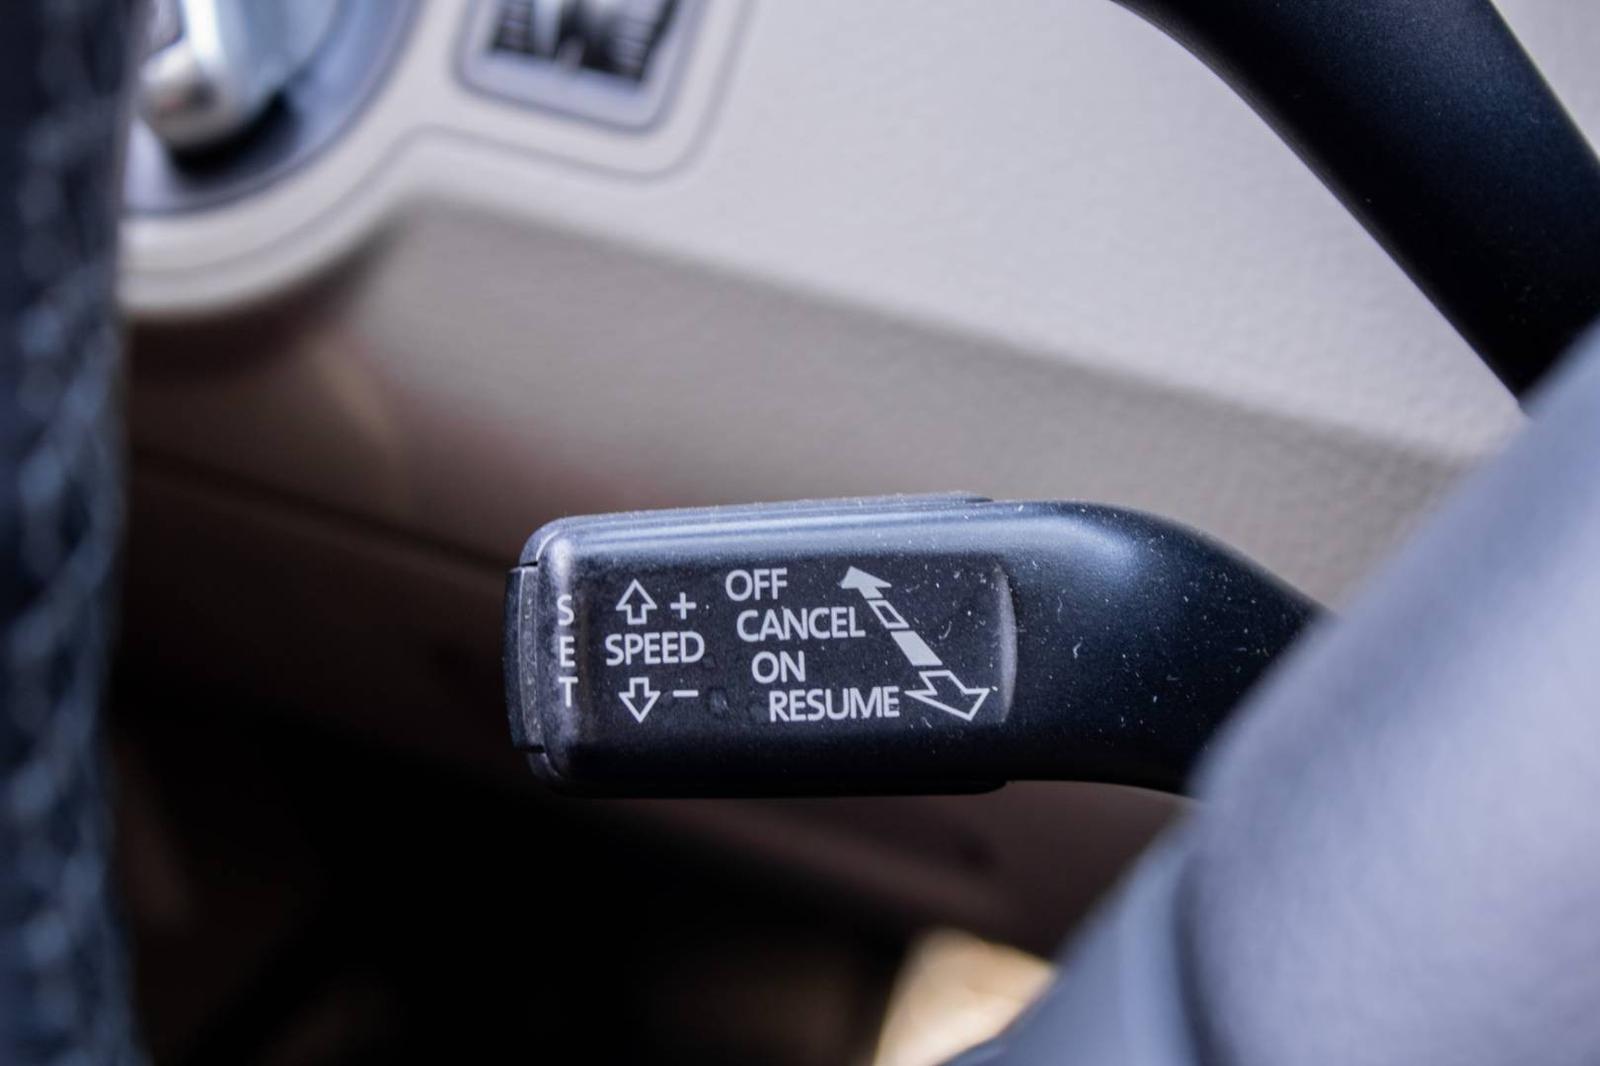 SET
+
SPEED
−
OFF
CANCEL
ON
RESUME